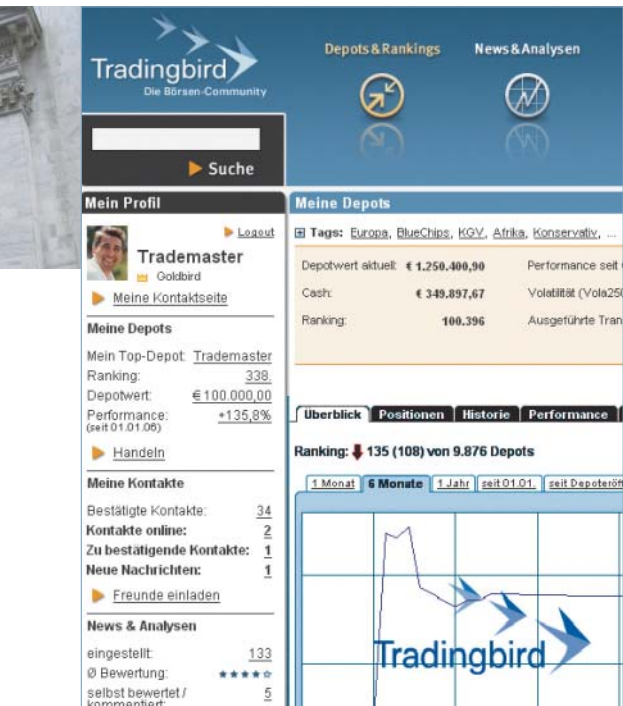 Tradingbird
Die Börsen-Community
Depots&Rankings
News&Analysen
Suche
Mein Profil
Logout
Trademaster
Goldbird
Meine Kontaktseite
Meine Depots
Mein Top-Depot: Trademaster
Ranking: 338.
Depotwert: €100.000,00
Performance: +135,8%
(seit 01.01.06)
Handeln
Meine Kontakte
Bestätigte Kontakte: 34
Kontakte online: 2
Zu bestätigende Kontakte: 1
Neue Nachrichten: 1
Freunde einladen
News & Analysen
eingestellt: 133
Ø Bewertung:
selbst bewertet / 5
kommentiert:
Meine Depots
Tags: Europa, BlueChips, KGV, Afrika, Konservativ, ...
Depotwert aktuell: € 1.250.400,90 Performance seit
Cash: € 349.897,67 Volatilität (Vola250
Ranking: 100.396 Ausgeführte Tran
Überblick Positionen Historie Performance
Ranking: 135 (108) von 9.876 Depots
1 Monat 6 Monate 1 Jahr seit 01.01. seit Depoteröff
Tradingbird